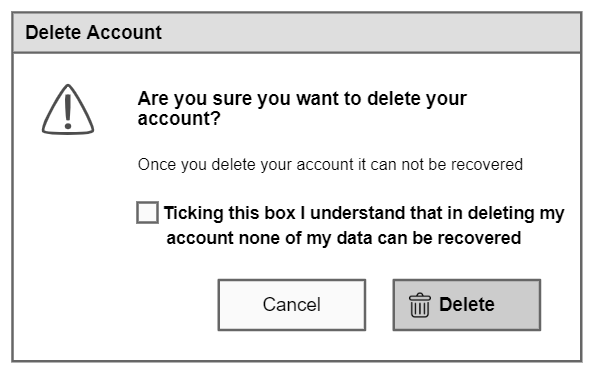 Delete Account
Are you sure you want to delete your
account?
Once you delete your account it can not be recovered
Ticking this box I understand that in deleting my
account none of my data can be recovered
Cancel
Delete